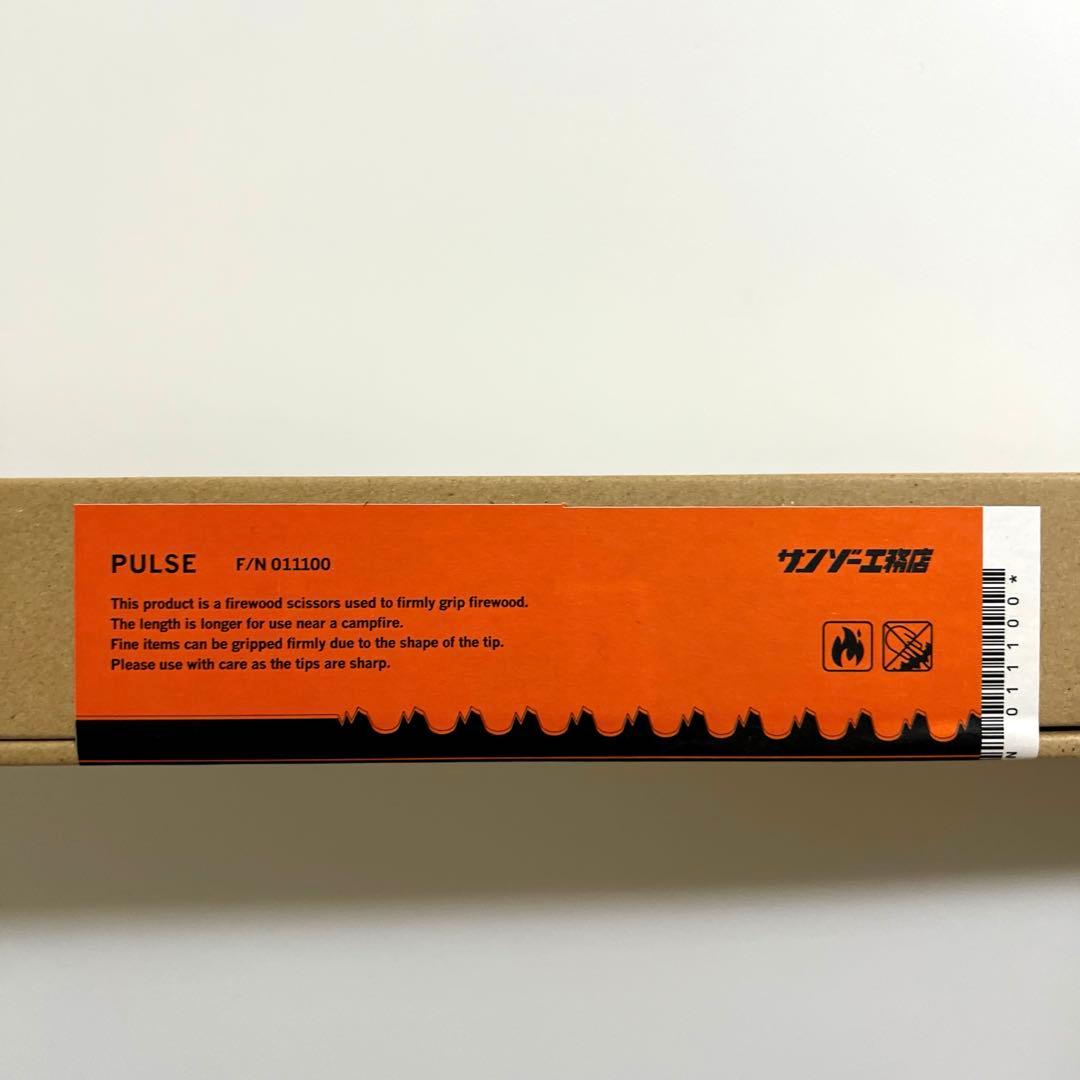 PULSE F/N 011100
サンゾー工務店
This product is a firewood scissors used to firmly grip firewood.
The length is longer for use near a campfire.
Fine items can be gripped firmly due to the shape of the tip.
Please use with care as the tips are sharp.
N 011100*